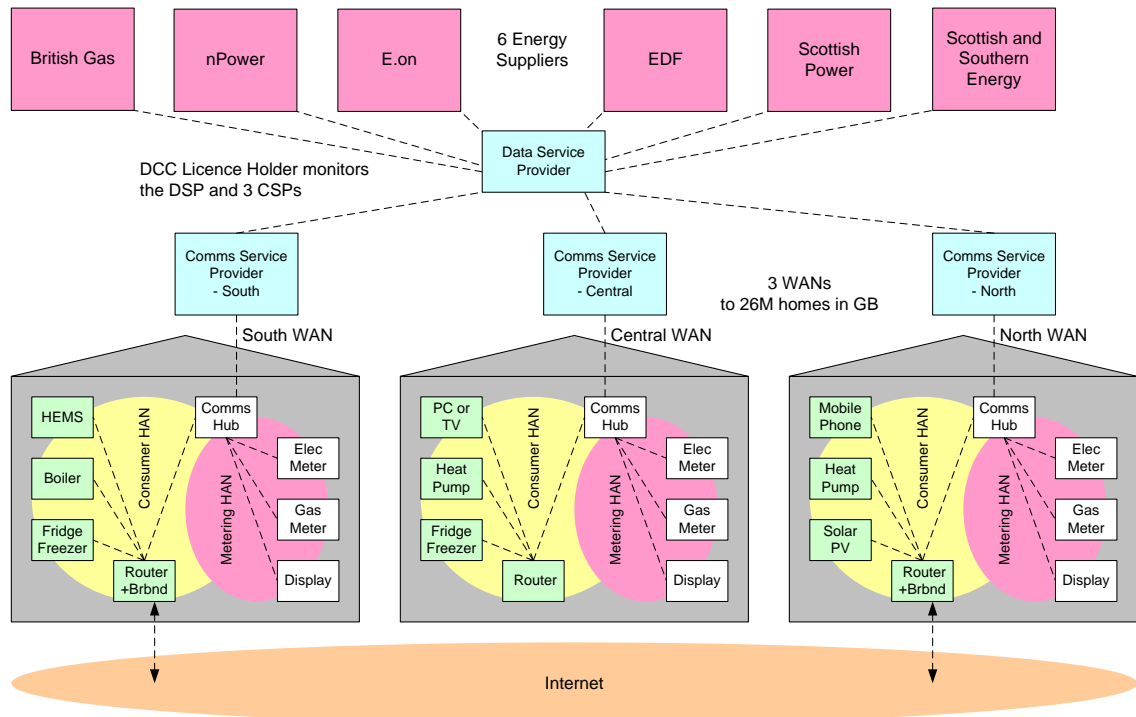 British Gas
nPower
E.on
6 Energy
Suppliers
EDF
Scottish
Power
Scottish and
Southern
Energy
Data Service
Provider
DCC Licence Holder monitors
the DSP and 3 CSPs
Comms Service
Provider
- South
Comms Service
Provider
- Central
Comms Service
Provider
- North
3 WANs
to 26M homes in GB
South WAN
Central WAN
North WAN
HEMS
Boiler
Fridge
Freezer
Consumer HAN
Router
+Brbnd
Comms
Hub
Metering HAN
Elec
Meter
Gas
Meter
Display
PC or
TV
Heat
Pump
Fridge
Freezer
Consumer HAN
Router
Comms
Hub
Metering HAN
Elec
Meter
Gas
Meter
Display
Mobile
Phone
Heat
Pump
Solar
PV
Consumer HAN
Router
+Brbnd
Comms
Hub
Metering HAN
Elec
Meter
Gas
Meter
Display
Internet